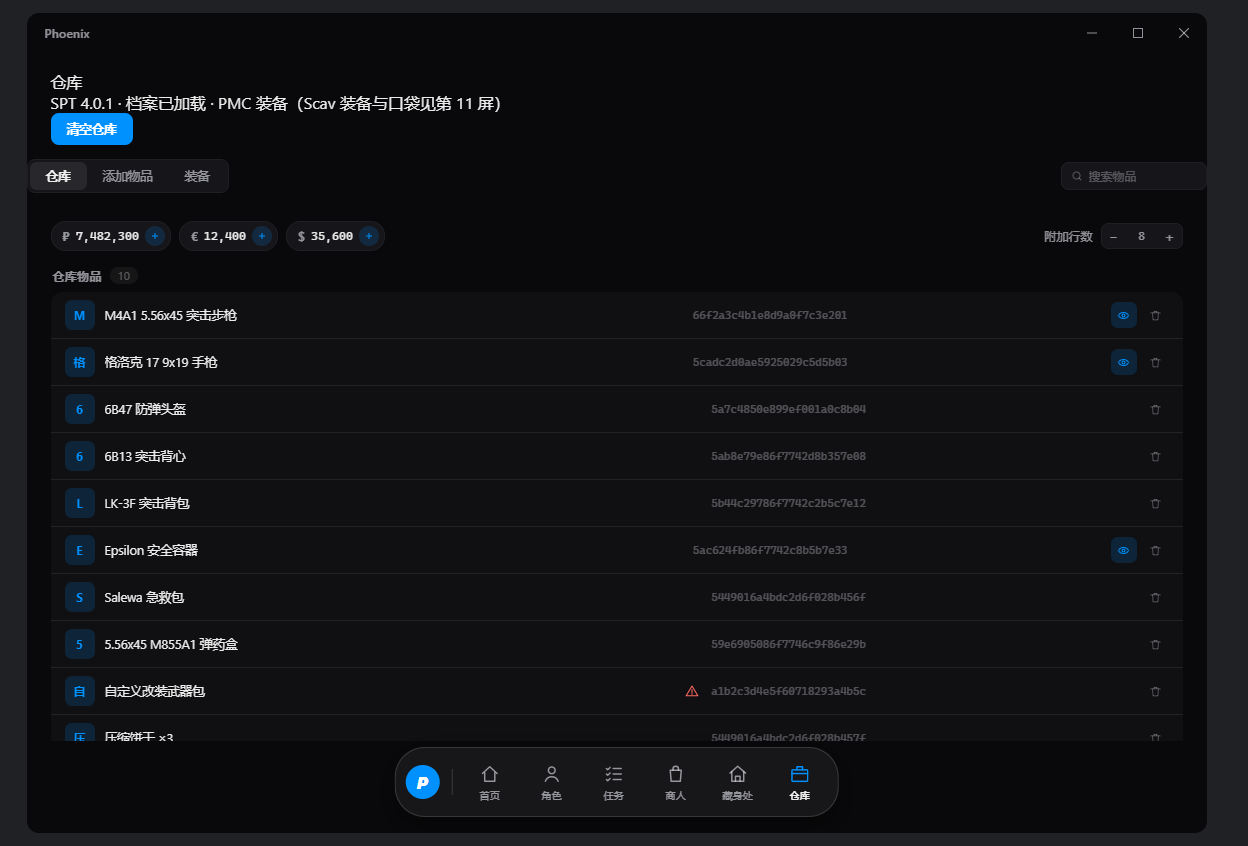 Phoenix
仓库
SPT 4.0.1 · 档案已加载 · PMC 装备（Scav 装备与口袋见第 11 屏）
清空仓库
仓库 添加物品 装备 搜索物品
₽ 7,482,300 + € 12,400 + $ 35,600 + 附加行数 − 8 +
仓库物品 10
M M4A1 5.56x45 突击步枪 66f2a3c4b1e8d9a0f7c3e201
格 格洛克 17 9x19 手枪 5cadc2d0ae5925029c5d5b03
6 6B47 防弹头盔 5a7c4850e899ef001a0c8b04
6 6B13 突击背心 5ab8e79e86f7742d8b357e08
L LK-3F 突击背包 5b44c29786f7742c2b5c7e12
E Epsilon 安全容器 5ac624fb86f7742c8b5b7e33
S Salewa 急救包 5449016a4bdc2d6f028b456f
5 5.56x45 M855A1 弹药盒 59e6905086f7746c9f86e29b
自 自定义改装武器包 a1b2c3d4e5f60718293a4b5c
压 压缩饼干 ×3 5449016a4bdc2d6f028b457f
P 首页 角色 任务 商人 藏身处 仓库